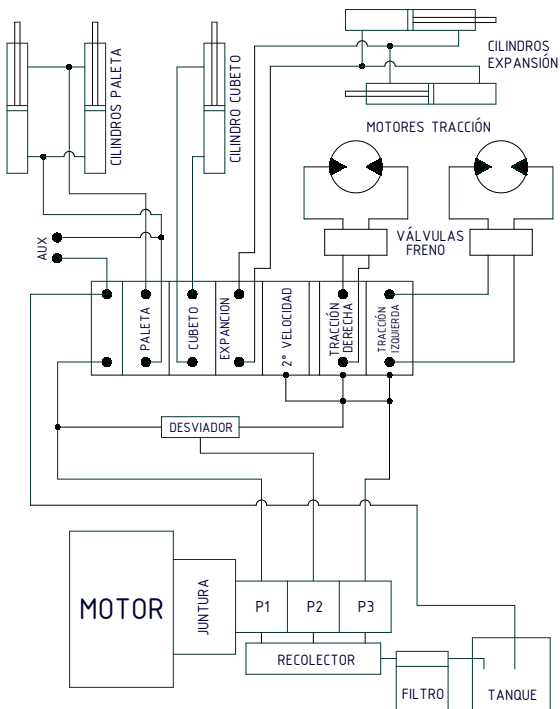 CILINDROS PALETA
CILINDRO CUBETO
CILINDROS
EXPANSIÓN
MOTORES TRACCIÓN
VÁLVULAS
FRENO
AUX
PALETA
CUBETO
EXPANCION
2° VELOCIDAD
TRACCIÓN
DERECHA
TRACCIÓN
IZQUIERDA
DESVIADOR
MOTOR
JUNTURA
P1
P2
P3
RECOLECTOR
FILTRO
TANQUE